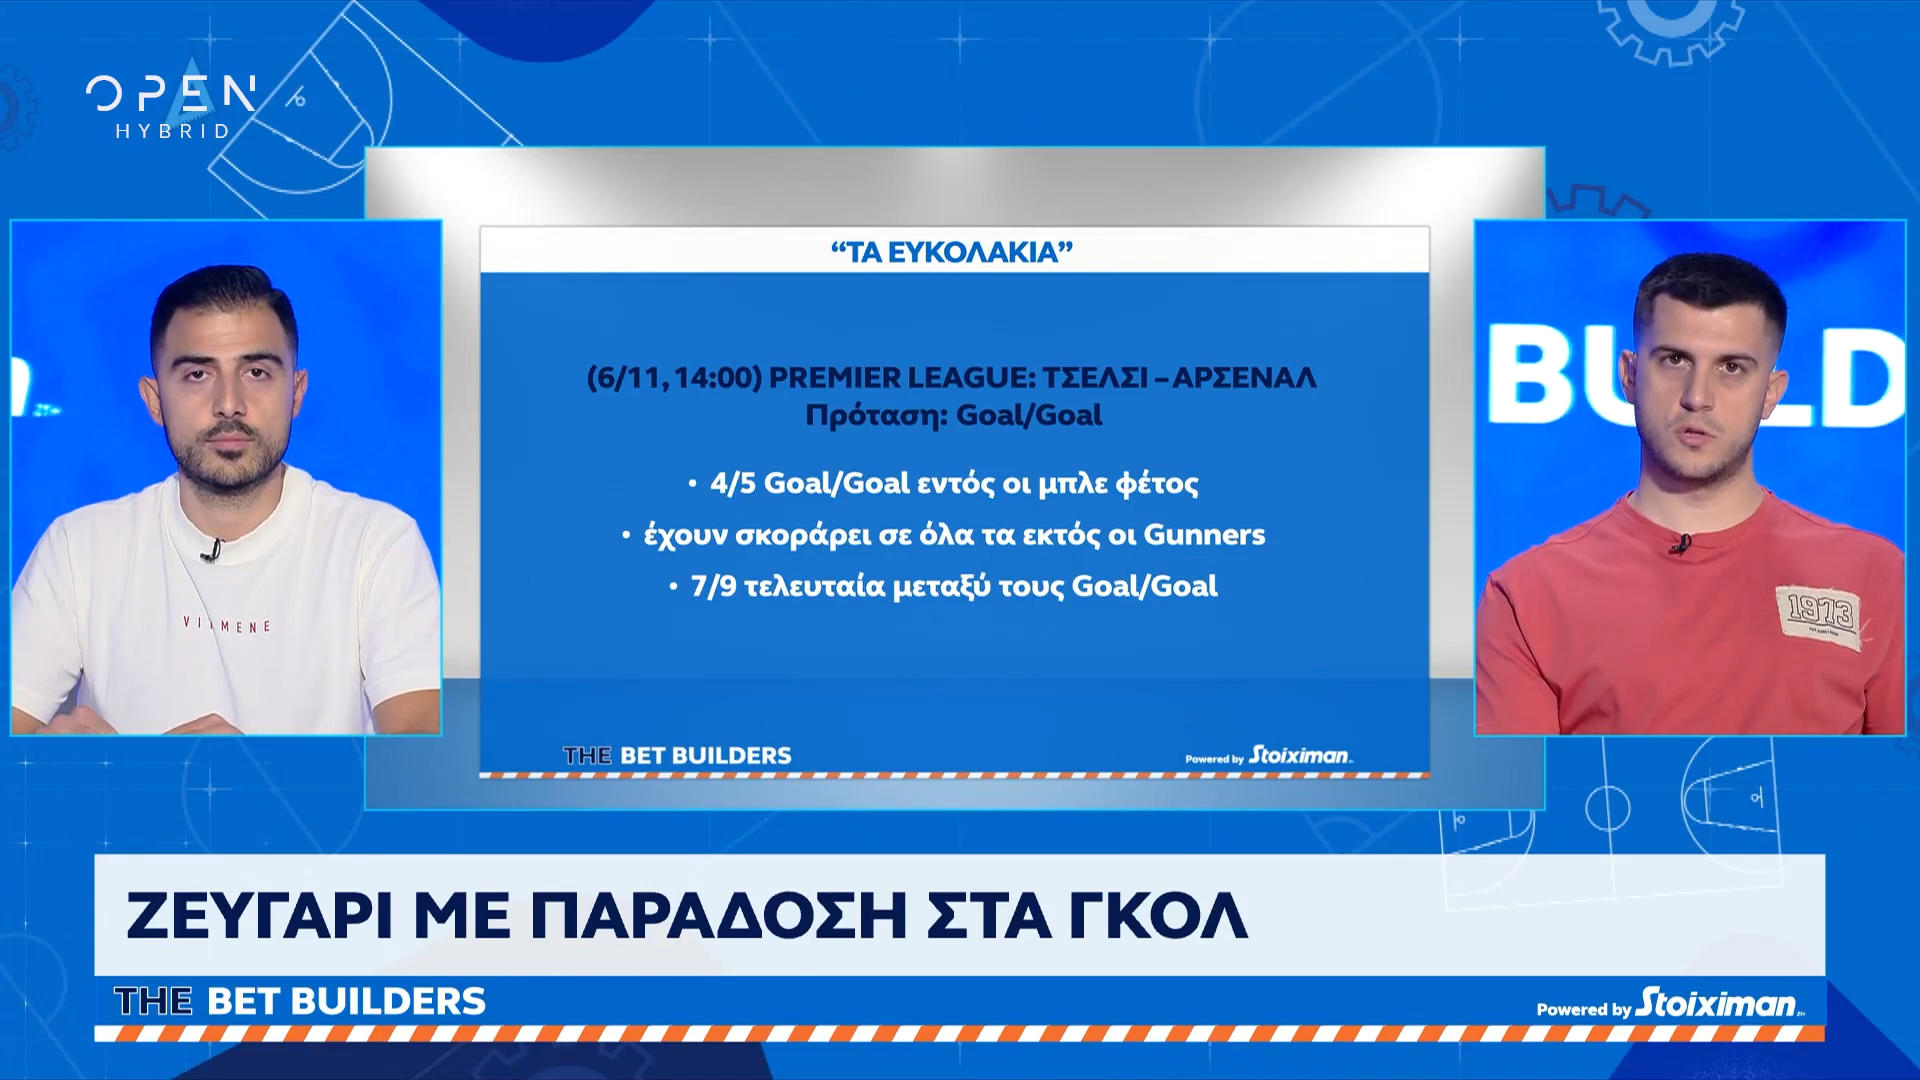 OPEN
HYBRID
“ΤΑ ΕΥΚΟΛΑΚΙΑ”
(6/11, 14:00) PREMIER LEAGUE: ΤΣΕΛΣΙ – ΑΡΣΕΝΑΛ
Πρόταση: Goal/Goal
• 4/5 Goal/Goal εντός οι μπλε φέτος
• έχουν σκοράρει σε όλα τα εκτός οι Gunners
• 7/9 τελευταία μεταξύ τους Goal/Goal
BU LD
1973
THE BET BUILDERS
Powered by Stoiximan
ΖΕΥΓΑΡΙ ΜΕ ΠΑΡΑΔΟΣΗ ΣΤΑ ΓΚΟΛ
THE BET BUILDERS
Powered by Stoiximan